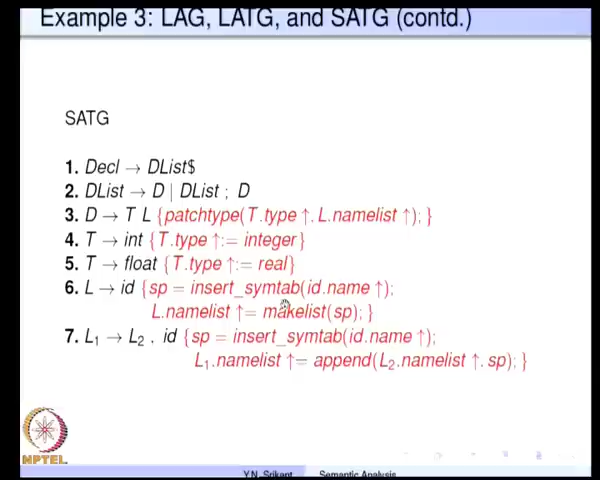 Example 3: LAG, LATG, and SATG (contd.)
SATG
1. Decl → DList$
2. DList → D | DList ; D
3. D → T L {patchtype(T.type ↑, L.namelist ↑); }
4. T → int {T.type ↑:= integer}
5. T → float {T.type ↑:= real}
6. L → id {sp = insert_symtab(id.name ↑);
L.namelist ↑= makelist(sp); }
7. L₁ → L₂ , id {sp = insert_symtab(id.name ↑);
L₁.namelist ↑= append(L₂.namelist ↑, sp); }
NPTEL
Y.N. Srikant Semantic Analysis